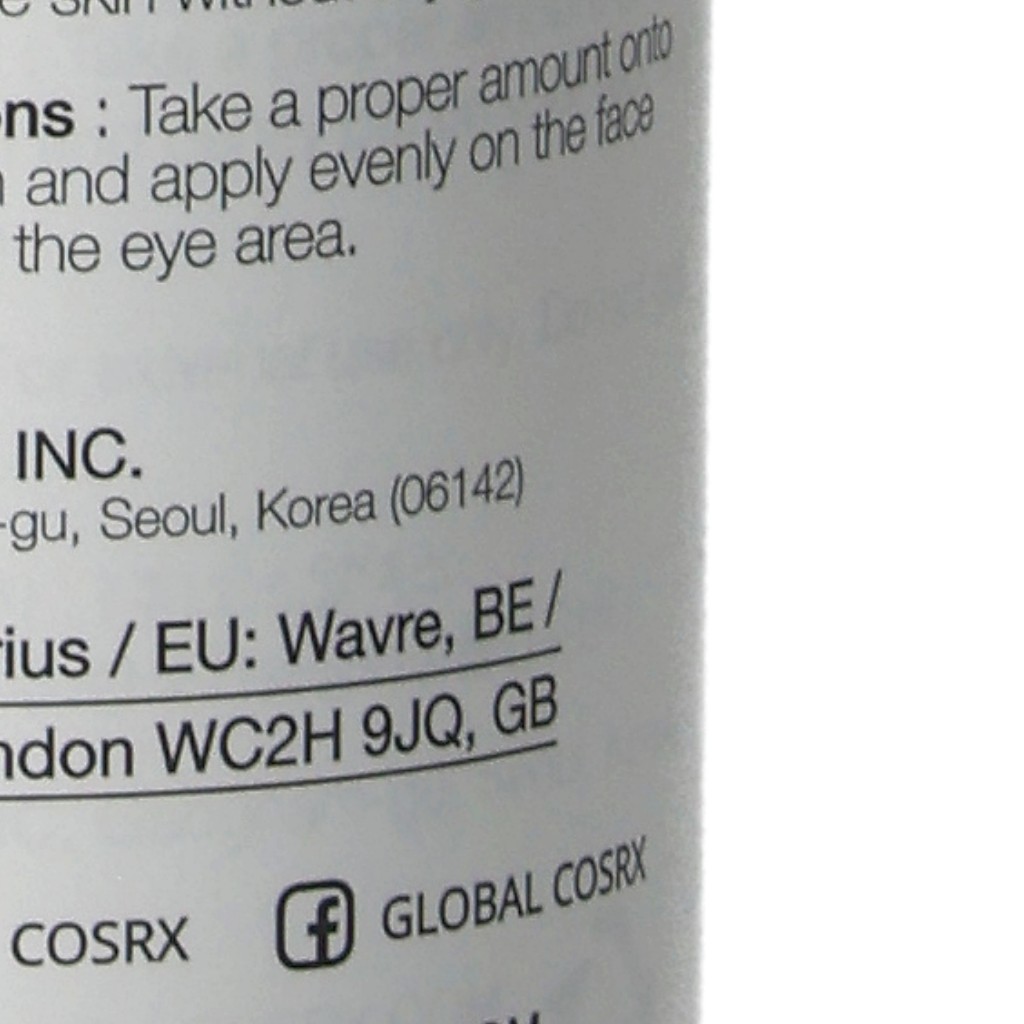 ns : Take a proper amount onto
and apply evenly on the face
the eye area.
INC.
-gu, Seoul, Korea (06142)
ius / EU: Wavre, BE /
ndon WC2H 9JQ, GB
COSRX f GLOBAL COSRX